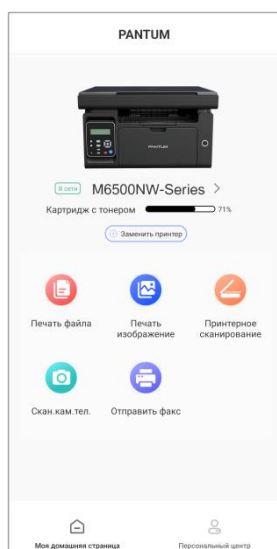 PANTUM
PANTUM
В сети M6500NW-Series >
Картридж с тонером 71%
Заменить принтер
Печать файла
Печать изображение
Принтерное сканирование
Скан.кам.тел.
Отправить факс
Моя домашняя страница
Персональный центр